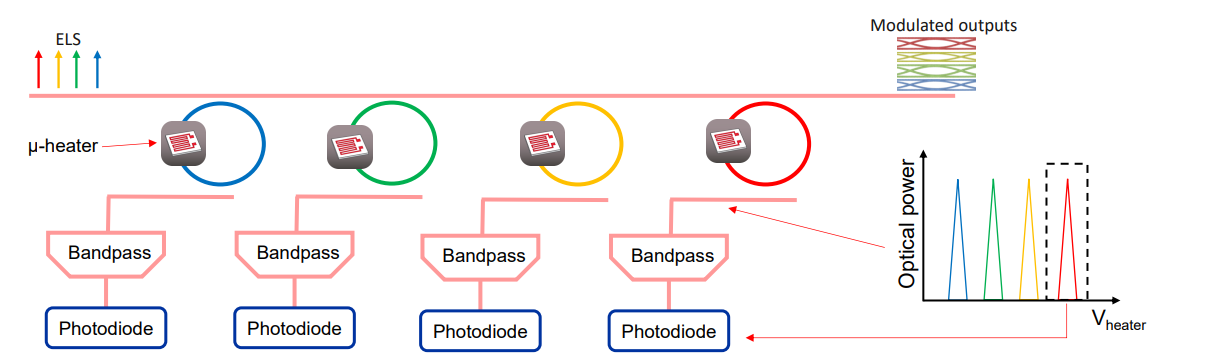 ELS
Modulated outputs
μ-heater
Bandpass
Bandpass
Bandpass
Bandpass
Photodiode
Photodiode
Photodiode
Photodiode
Optical power
Vheater